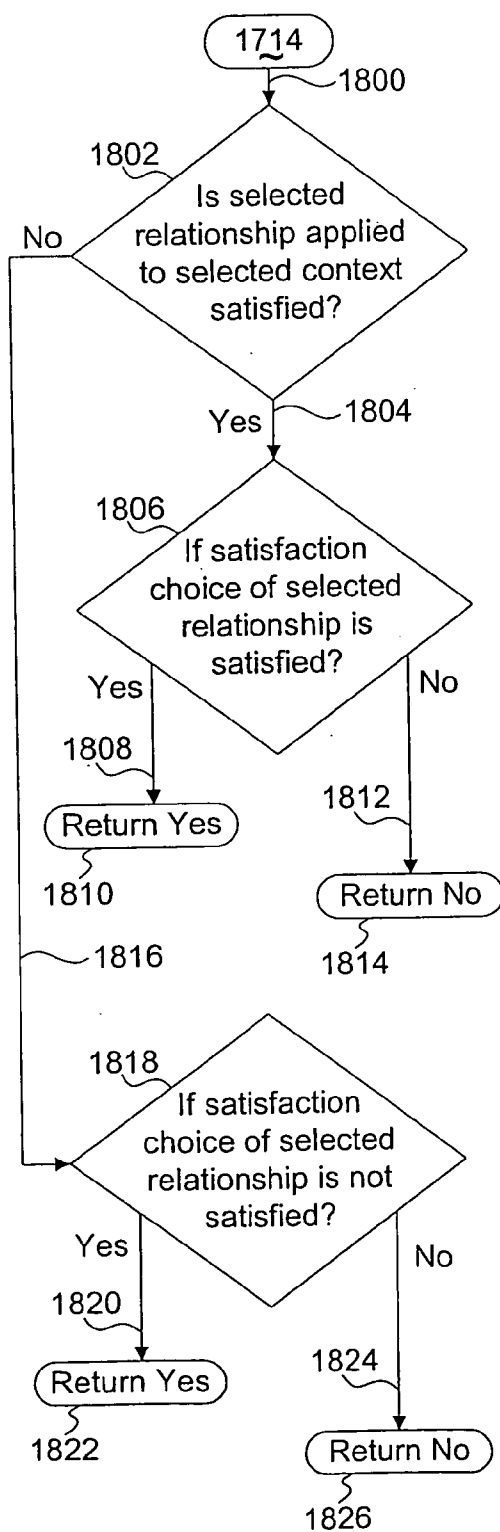 1714
1800
1802
Is selected
relationship applied
to selected context
satisfied?
No
Yes
1804
1806
If satisfaction
choice of selected
relationship is
satisfied?
Yes
No
1808
1812
Return Yes
1810
Return No
1814
1816
1818
If satisfaction
choice of selected
relationship is not
satisfied?
Yes
No
1820
1824
Return Yes
1822
Return No
1826